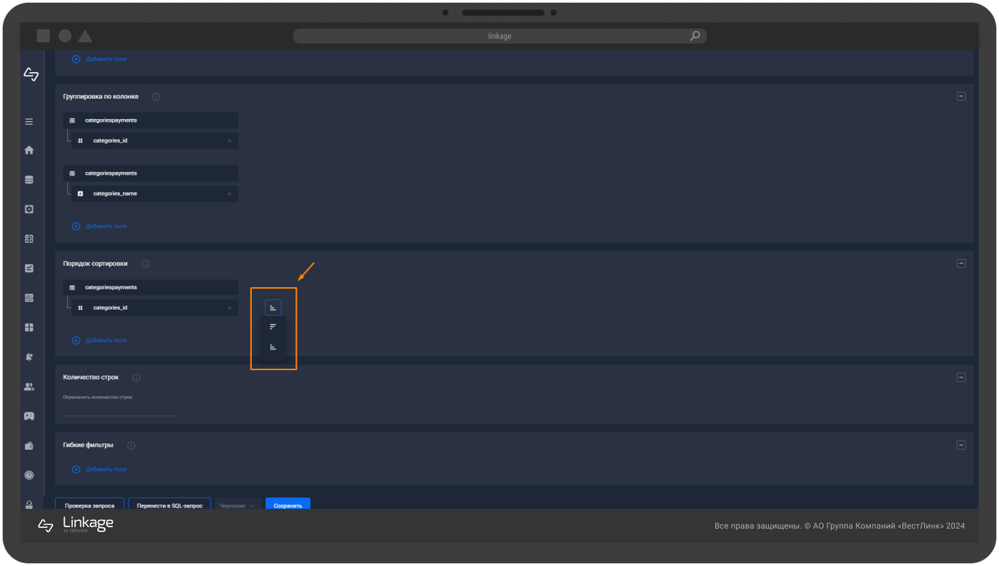 linkage
Добавить поля
Группировка по колонке
categoriespayments
categories_id
categoriespayments
categories_name
Добавить поля
Порядок сортировки
categoriespayments
categories_id
Добавить поля
Количество строк
Ограничить количество строк
Гибкие фильтры
Добавить поля
Проверка запроса
Перенести в SQL-запрос
Черновик
Сохранить
Linkage
AI DRIVEN
Все права защищены. © АО Группа Компаний «ВестЛинк» 2024